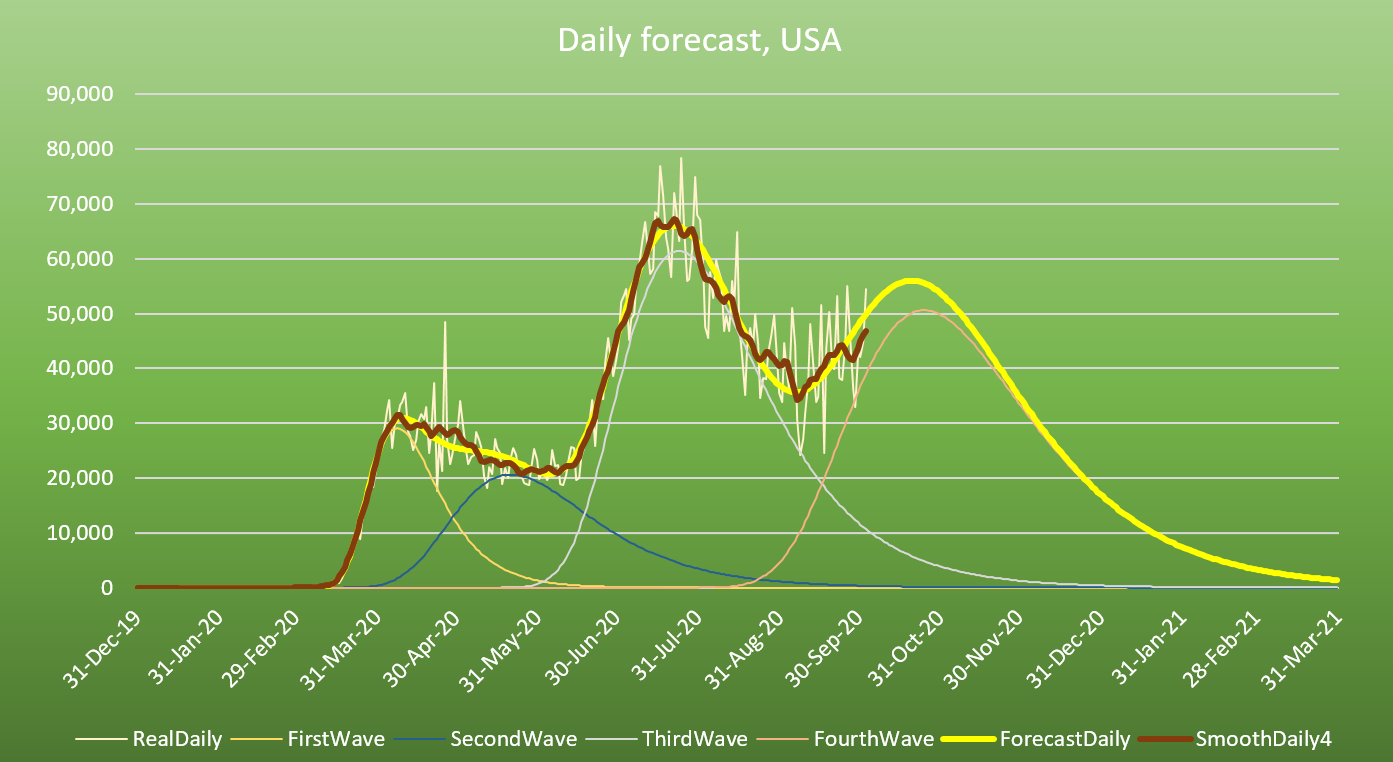 Daily forecast, USA
90,000
80,000
70,000
60,000
50,000
40,000
30,000
20,000
10,000
0
31-Dec-19
31-Jan-20
29-Feb-20
31-Mar-20
30-Apr-20
31-May-20
30-Jun-20
31-Jul-20
31-Aug-20
30-Sep-20
31-Oct-20
30-Nov-20
31-Dec-20
31-Jan-21
28-Feb-21
31-Mar-21
RealDaily FirstWave SecondWave ThirdWave FourthWave ForecastDaily SmoothDaily4